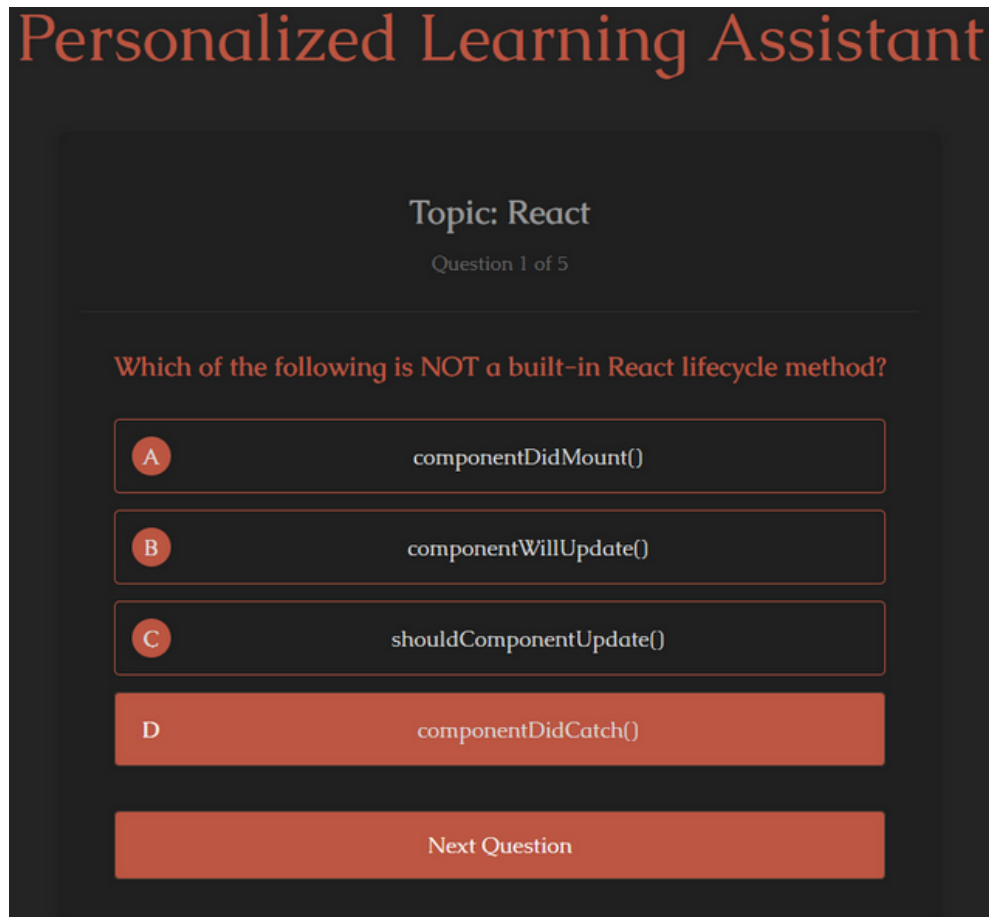 Personalized Learning Assistant
Topic: React
Question 1 of 5
Which of the following is NOT a built-in React lifecycle method?
A componentDidMount()
B componentWillUpdate()
C shouldComponentUpdate()
D componentDidCatch()
Next Question